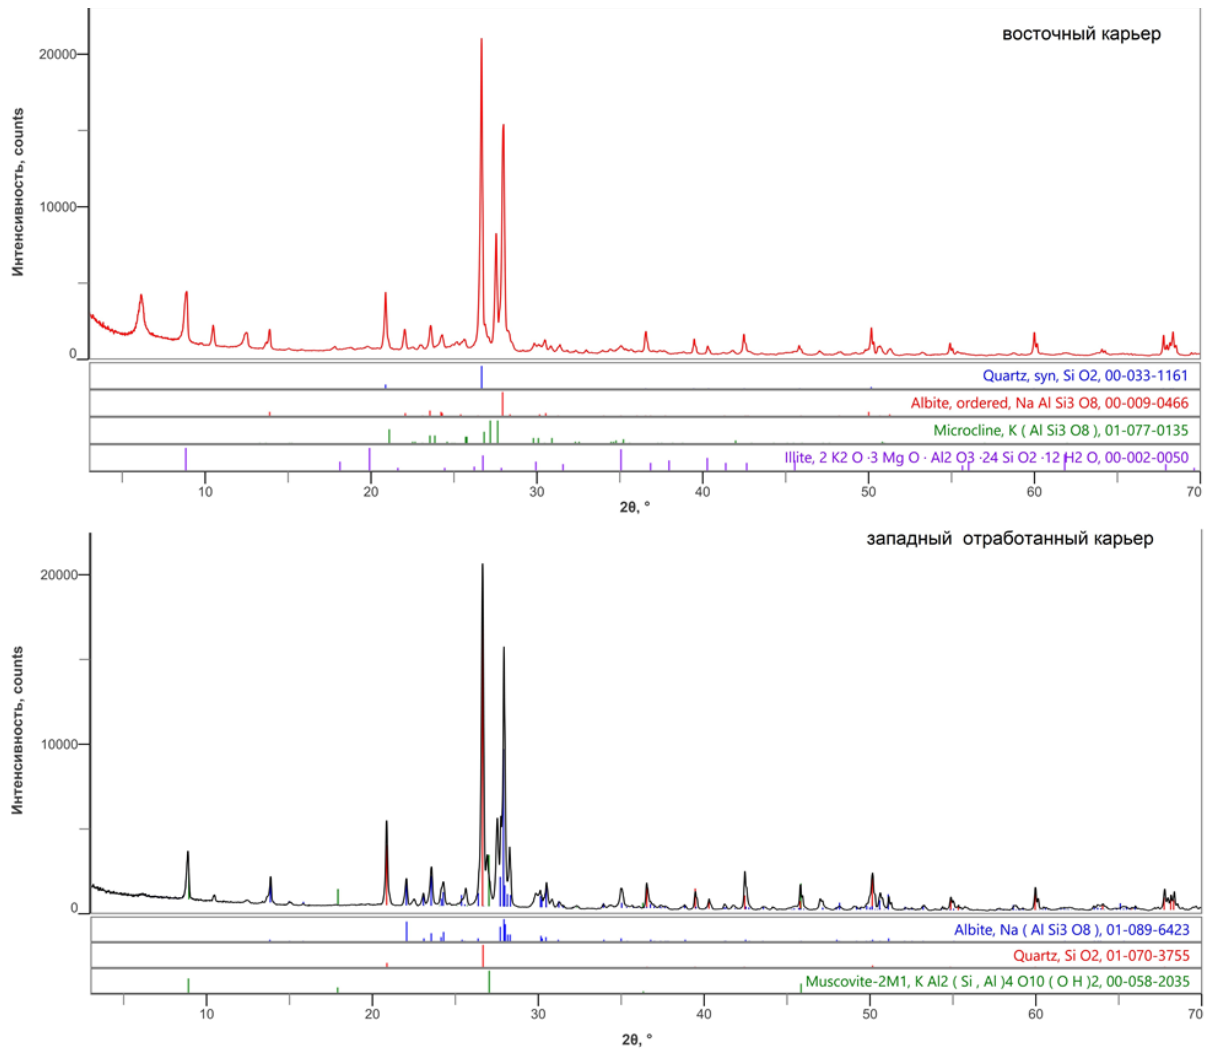 восточный карьер
20000
10000
0
Интенсивность, counts
Quartz, syn, Si O2, 00-033-1161
Albite, ordered, Na Al Si3 O8, 00-009-0466
Microcline, K ( Al Si3 O8 ), 01-077-0135
Illite, 2 K2 O ·3 Mg O · Al2 O3 ·24 Si O2 ·12 H2 O, 00-002-0050
10 20 30 40 50 60 70
2θ, °
западный отработанный карьер
20000
10000
0
Интенсивность, counts
Albite, Na ( Al Si3 O8 ), 01-089-6423
Quartz, Si O2, 01-070-3755
Muscovite-2M1, K Al2 ( Si , Al )4 O10 ( O H )2, 00-058-2035
10 20 30 40 50 60 70
2θ, °